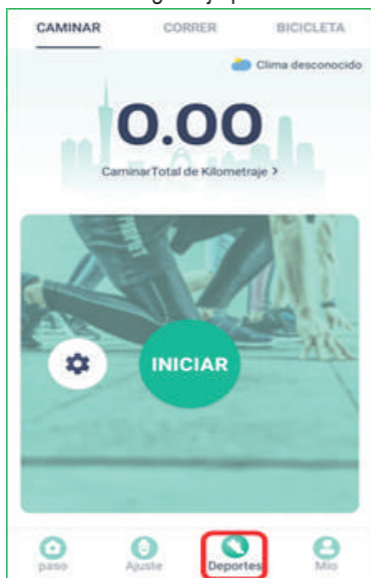 CAMINAR CORRER BICICLETA
Clima desconocido
0.00
CaminarTotal de Kilometraje >
INICIAR
paso Ajuste Deportes Mío